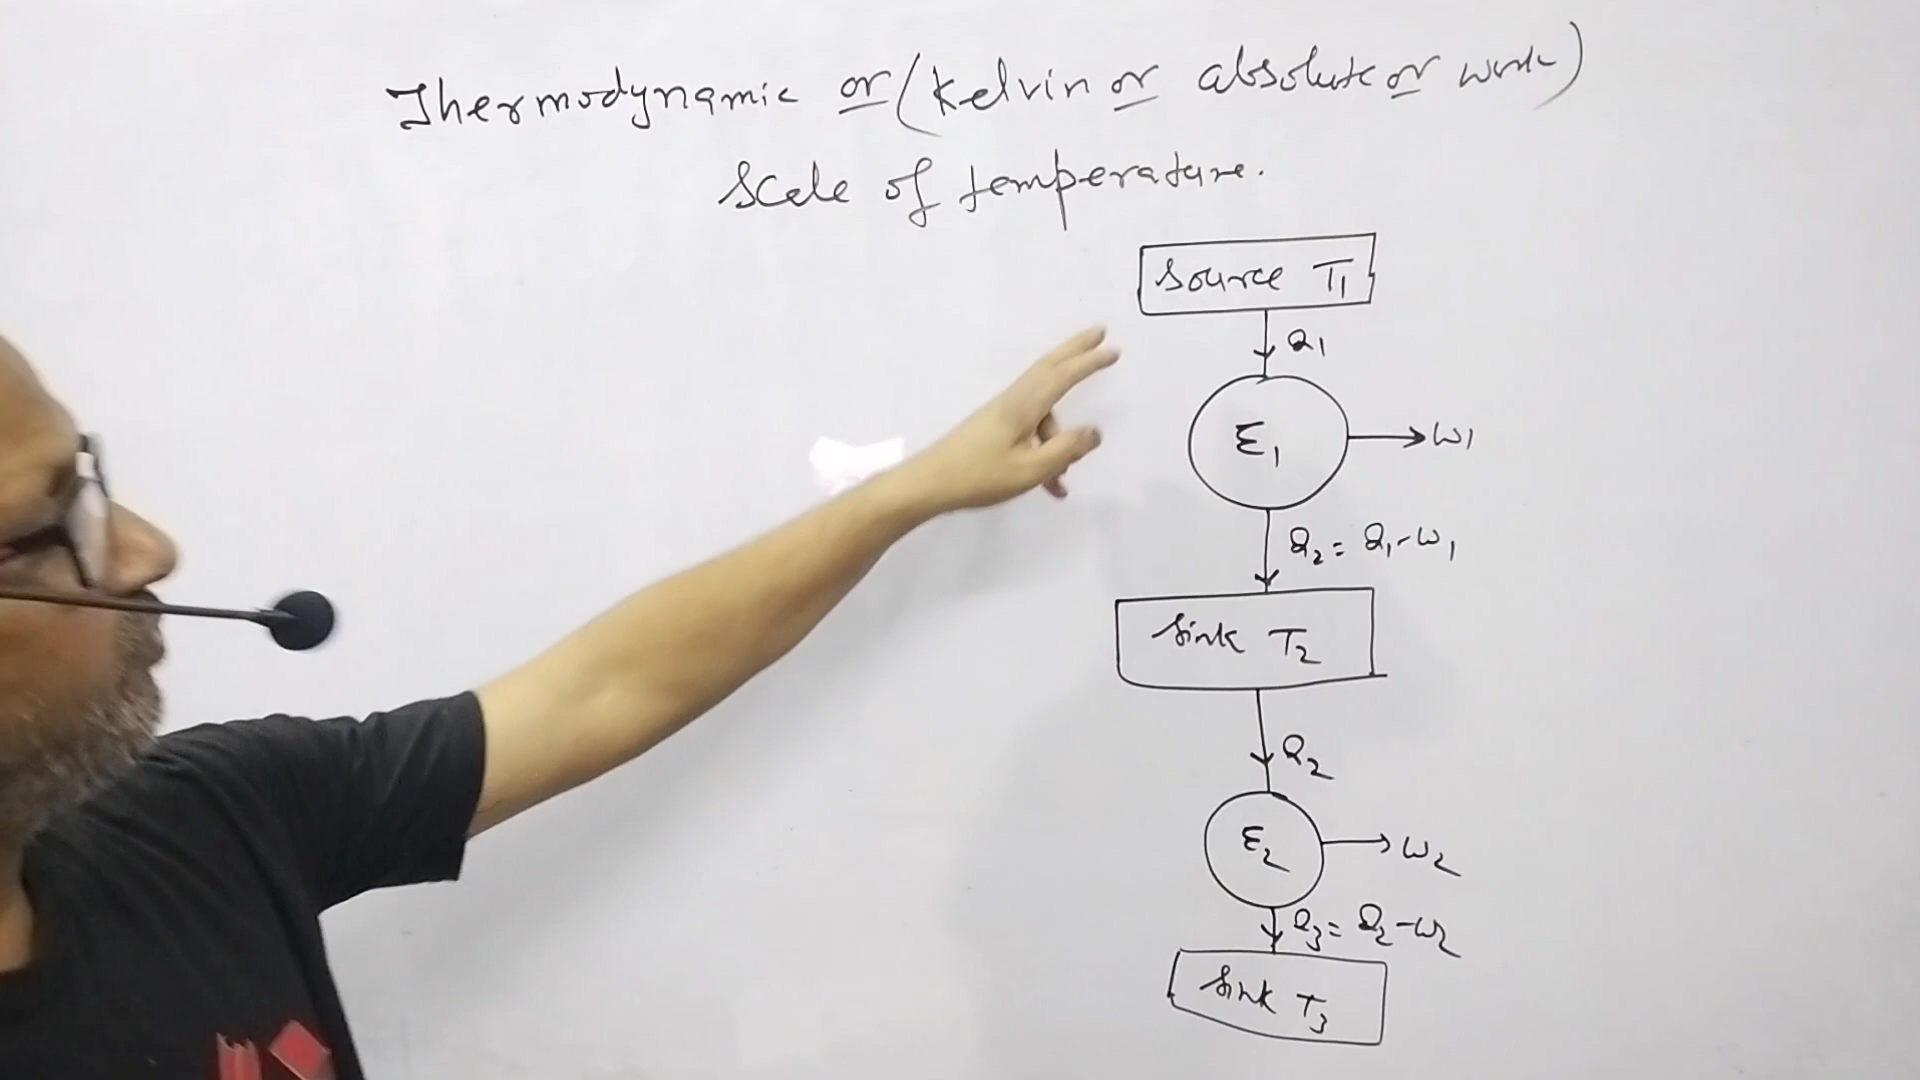 Thermodynamic or (Kelvin or absolute or work)
Scale of temperature.
Source T1
Q1
E1
W1
Q2 = Q1-W1
Sink T2
Q2
E2
W2
Q3 = Q2-W2
Sink T3